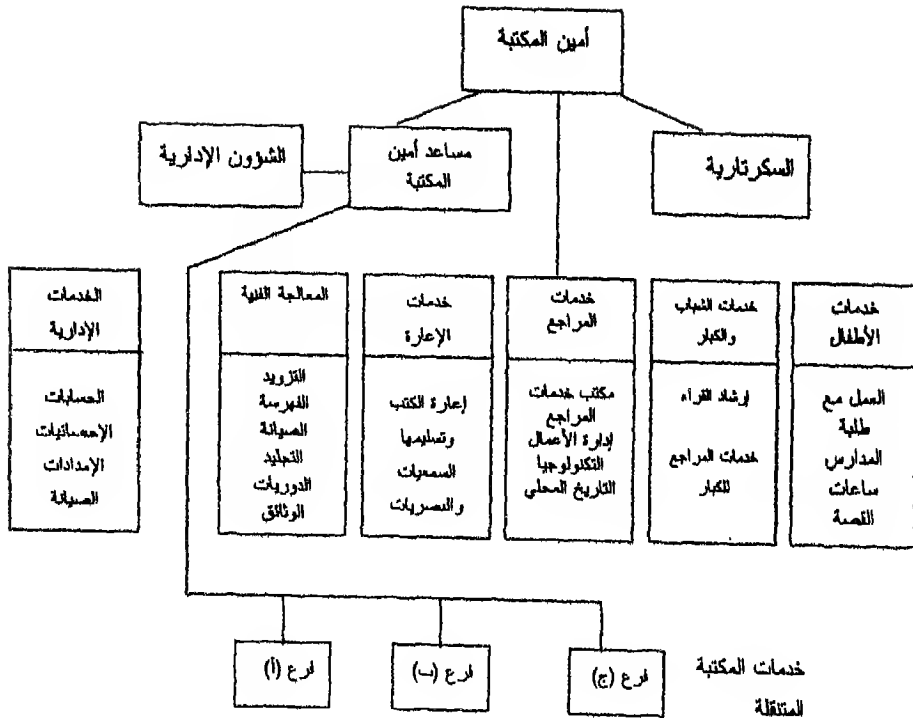 أمين المكتبة
السكرتارية
مساعد أمين
المكتبة
الشؤون الإدارية
خدمات
الأطفال
العمل مع
طلبة
المدارس
ساعات
القصة
خدمات الشباب
والكبار
إرشاد القراء
خدمات المراجع
للكبار
خدمات
المراجع
مكتب خدمات
المراجع
إدارة الأعمال
التكنولوجيا
التاريخ المحلي
خدمات
الإعارة
إعارة الكتب
وتسليمها
السمعيات
والبصريات
المعالجة الفنية
التزويد
الفهرسة
الصيانة
التجليد
الدوريات
الوثائق
الخدمات
الإدارية
الحسابات
الإحصائيات
الإمدادات
الصيانة
خدمات المكتبة
المتنقلة
فرع (ج)
فرع (ب)
فرع (أ)